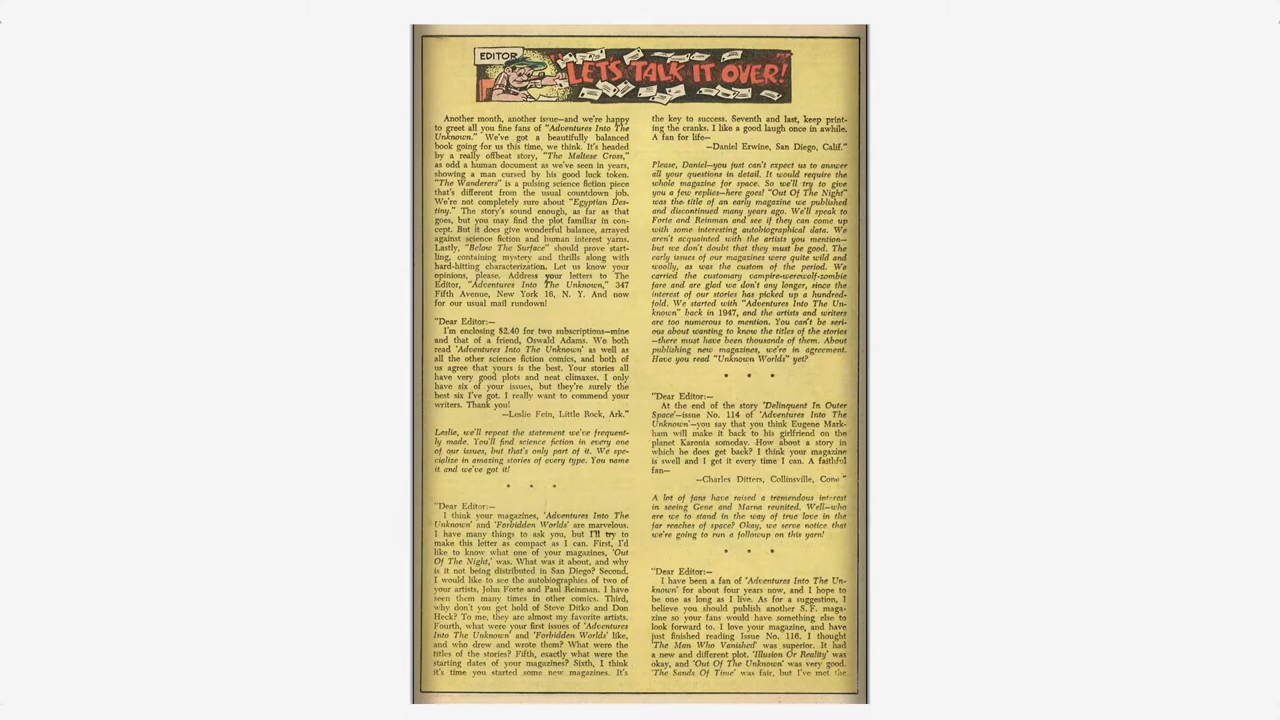 EDITOR
LET'S TALK IT OVER!
Another month, another issue—and we're happy
to greet all you fine fans of "Adventures Into The
Unknown." We've got a beautifully balanced
book going for us this time, we think. It's headed
by a really offbeat story, "The Maltese Cross,"
as odd a human document as we've seen in years,
showing a man cursed by his good luck token.
"The Wanderers" is a pulsing science fiction piece
that's different from the usual countdown job.
We're not completely sure about "Egyptian Des-
tiny." The story's sound enough, as far as that
goes, but you may find the plot familiar in con-
cept. But it does give wonderful balance, arrayed
against science fiction and human interest yarns.
Lastly, "Below The Surface" should prove start-
ling, containing mystery and thrills along with
hard-hitting characterization. Let us know your
opinions, please. Address your letters to The
Editor, "Adventures Into The Unknown," 347
Fifth Avenue, New York 16, N. Y. And now
for our usual mail rundown!
"Dear Editor:—
I'm enclosing $2.40 for two subscriptions—mine
and that of a friend, Oswald Adams. We both
read 'Adventures Into The Unknown' as well as
all the other science fiction comics, and both of
us agree that yours is the best. Your stories all
have very good plots and neat climaxes. I only
have six of your issues, but they're surely the
best six I've got. I really want to commend your
writers. Thank you!
—Leslie Fein, Little Rock, Ark."
Leslie, we'll repeat the statement we've frequent-
ly made. You'll find science fiction in every one
of our issues, but that's only part of it. We spe-
cialize in amazing stories of every type. You name
it and we've got it!
* * *
"Dear Editor:—
I think your magazines, 'Adventures Into The
Unknown' and 'Forbidden Worlds' are marvelous.
I have many things to ask you, but I'll try to
make this letter as compact as I can. First, I'd
like to know what one of your magazines, 'Out
Of The Night,' was. What was it about, and why
is it not being distributed in San Diego? Second,
I would like to see the autobiographies of two of
your artists, John Forte and Paul Reinman. I have
seen them many times in other comics. Third,
why don't you get hold of Steve Ditko and Don
Heck? To me, they are almost my favorite artists.
Fourth, what were your first issues of 'Adventures
Into The Unknown' and 'Forbidden Worlds' like,
and who drew and wrote them? What were the
titles of the stories? Fifth, exactly what were the
starting dates of your magazines? Sixth, I think
it's time you started some new magazines. It's
the key to success. Seventh and last, keep print-
ing the cranks. I like a good laugh once in awhile.
A fan for life—
—Daniel Erwine, San Diego, Calif."
Please, Daniel—you just can't expect us to answer
all your questions in detail. It would require the
whole magazine for space. So we'll try to give
you a few replies—here goes! "Out Of The Night"
was the title of an early magazine we published
and discontinued many years ago. We'll speak to
Forte and Reinman and see if they can come up
with some interesting autobiographical data. We
aren't acquainted with the artists you mention—
but we don't doubt that they must be good. The
early issues of our magazines were quite wild and
woolly, as was the custom of the period. We
carried the customary vampire-werewolf-zombie
fare and are glad we don't any longer, since the
interest of our stories has picked up a hundred-
fold. We started with "Adventures Into The Un-
known" back in 1947, and the artists and writers
are too numerous to mention. You can't be seri-
ous about wanting to know the titles of the stories
—there must have been thousands of them. About
publishing new magazines, we're in agreement.
Have you read "Unknown Worlds" yet?
* * *
"Dear Editor:—
At the end of the story 'Delinquent In Outer
Space'—issue No. 114 of 'Adventures Into The
Unknown'—you say that you think Eugene Mark-
ham will make it back to his girlfriend on the
planet Karonia someday. How about a story in
which he does get back? I think your magazine
is swell and I get it every time I can. A faithful
fan—
—Charles Ditters, Collinsville, Conn."
A lot of fans have raised a tremendous interest
in seeing Gene and Marna reunited. Well—who
are we to stand in the way of true love in the
far reaches of space? Okay, we serve notice that
we're going to run a followup on this yarn!
* * *
"Dear Editor:—
I have been a fan of 'Adventures Into The Un-
known' for about four years now, and I hope to
be one as long as I live. As for a suggestion, I
believe you should publish another S. F. maga-
zine so your fans would have something else to
look forward to. I love your magazine, and have
just finished reading Issue No. 116. I thought
'The Man Who Vanished' was superior. It had
a new and different plot. 'Illusion Or Reality' was
okay, and 'Out Of The Unknown' was very good.
'The Sands Of Time' was fair, but I've met the